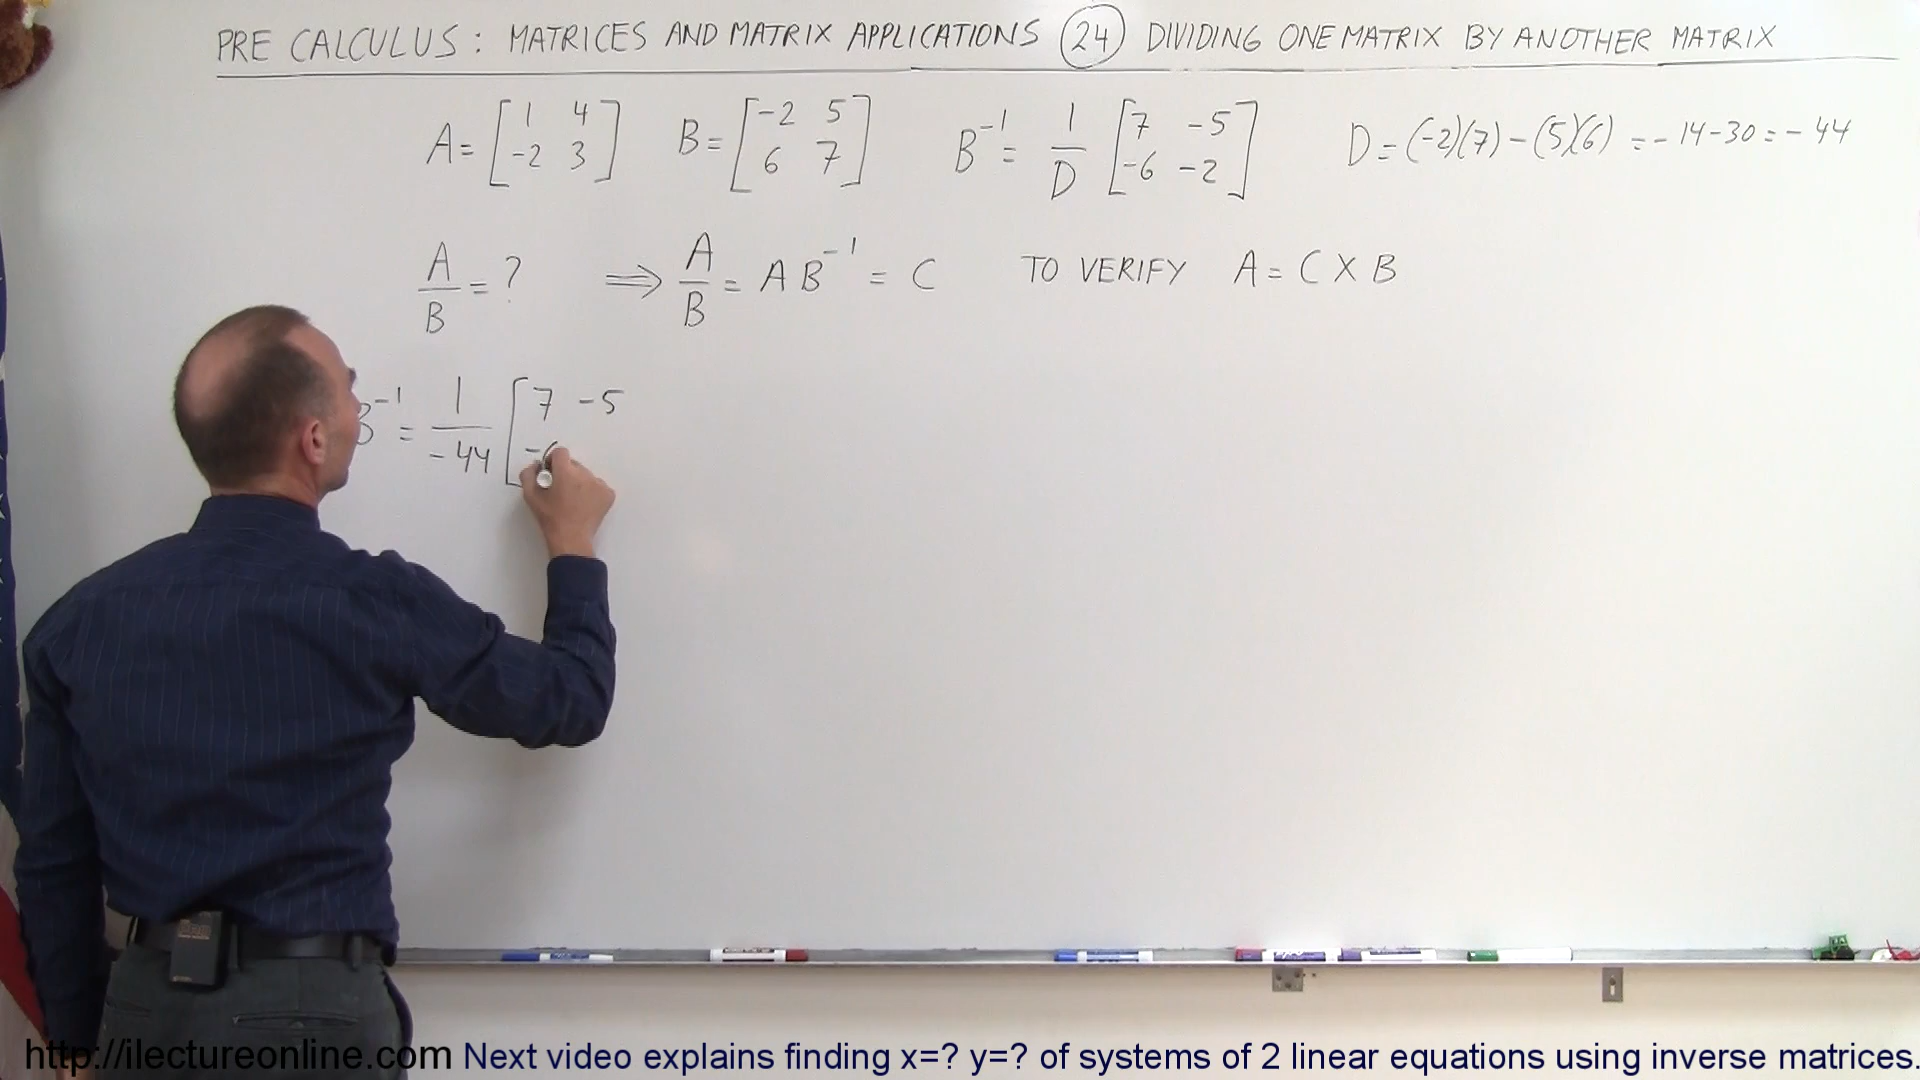 PRE CALCULUS: MATRICES AND MATRIX APPLICATIONS (24) DIVIDING ONE MATRIX BY ANOTHER MATRIX
A = [1 4; -2 3] B = [-2 5; 6 7] B⁻¹ = 1/D [7 -5; -6 -2] D = (-2)(7) - (5)(6) = -14 - 30 = -44
A/B = ? ⟹ A/B = A B⁻¹ = C TO VERIFY A = C X B
B⁻¹ = 1/-44 [7 -5; -6
http://ilectureonline.com Next video explains finding x=? y=? of systems of 2 linear equations using inverse matrices.